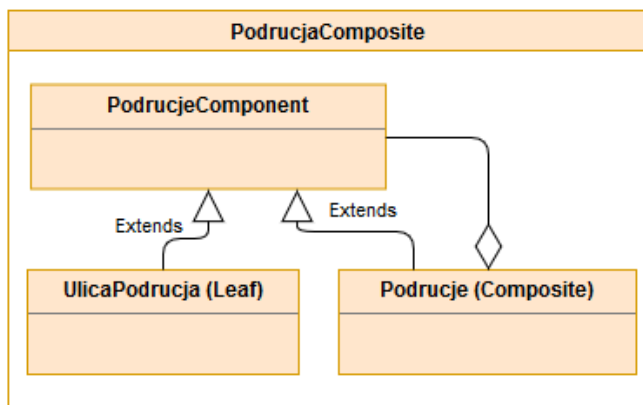 PodrucjaComposite
PodrucjeComponent
Extends
Extends
UlicaPodrucja (Leaf)
Podrucje (Composite)